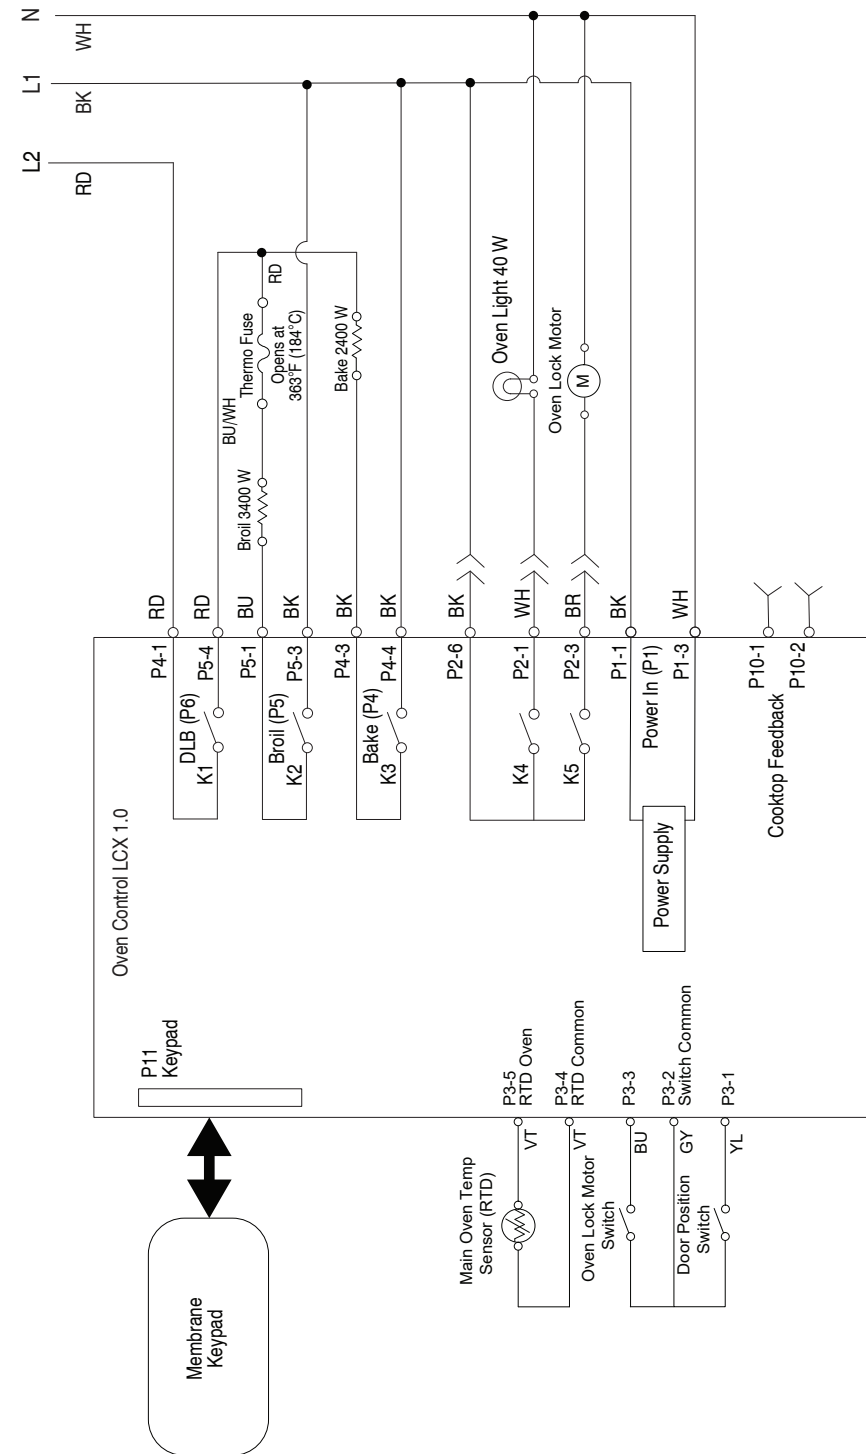 N
WH
L1
BK
L2
RD
RD
Thermo Fuse
Opens at
363°F (184°C)
BU/WH
Broil 3400 W
Bake 2400 W
Oven Light 40 W
Oven Lock Motor
M
RD
RD
BU
BK
BK
BK
BK
WH
BR
BK
WH
P4-1
P5-4
P5-1
P5-3
P4-3
P4-4
P2-6
P2-1
P2-3
P1-1
P1-3
P10-1
P10-2
DLB (P6)
K1
Broil (P5)
K2
Bake (P4)
K3
K4
K5
Power In (P1)
Cooktop Feedback
Power Supply
Oven Control LCX 1.0
P11
Keypad
P3-5
RTD Oven
P3-4
RTD Common
P3-3
P3-2
Switch Common
P3-1
VT
VT
BU
GY
YL
Main Oven Temp
Sensor (RTD)
Oven Lock Motor
Switch
Door Position
Switch
Membrane
Keypad